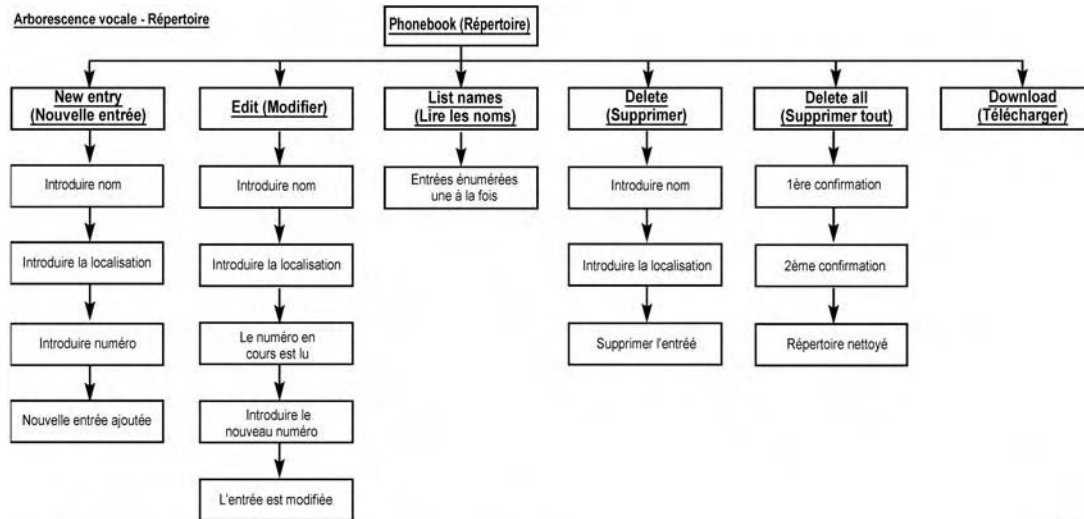 Arborescence vocale - Répertoire
Phonebook (Répertoire)
New entry
(Nouvelle entrée)
Introduire nom
Introduire la localisation
Introduire numéro
Nouvelle entrée ajoutée
Edit (Modifier)
Introduire nom
Introduire la localisation
Le numéro en
cours est lu
Introduire le
nouveau numéro
L'entrée est modifiée
List names
(Lire les noms)
Entrées énumérées
une à la fois
Delete
(Supprimer)
Introduire nom
Introduire la localisation
Supprimer l'entréé
Delete all
(Supprimer tout)
1ère confirmation
2ème confirmation
Répertoire nettoyé
Download
(Télécharger)